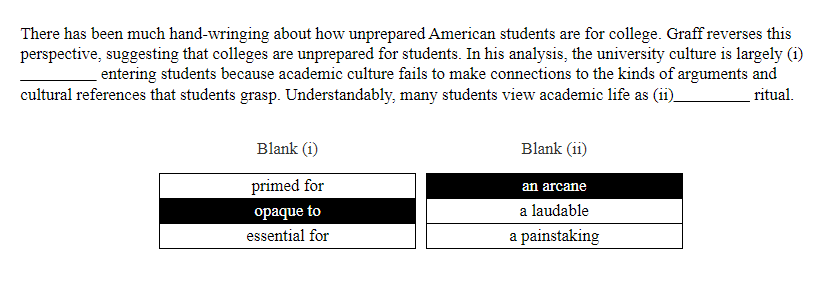 There has been much hand-wringing about how unprepared American students are for college. Graff reverses this
perspective, suggesting that colleges are unprepared for students. In his analysis, the university culture is largely (i)
__________ entering students because academic culture fails to make connections to the kinds of arguments and
cultural references that students grasp. Understandably, many students view academic life as (ii)__________ ritual.
Blank (i) Blank (ii)
primed for an arcane
opaque to a laudable
essential for a painstaking